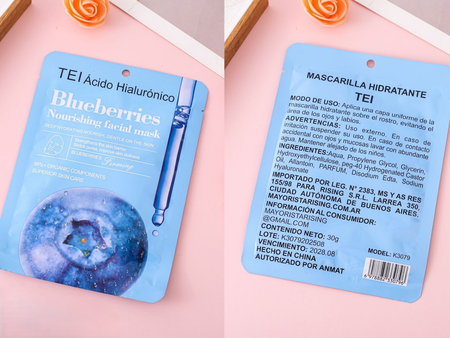 TEI Ácido Hialurónico
Blueberries
Nourishing facial mask
SUPERIOR SKIN CARE
MASCARILLA HIDRATANTE
TEI
MODO DE USO: Aplica una capa uniforme de la
mascarilla hidratante sobre el rostro, evitando el
área de los ojos y labios.
ADVERTENCIAS: Uso externo. En caso de
irritación suspender su uso. En caso de contacto
accidental con ojos y mucosas lavar con abundante
agua. Mantener alejado de los niños.
INGREDIENTES:Aqua, Propylene Glycol, Glycerin,
Hydroxyethylcellulose, peg-40 Hydrogenated Castor
Oil, Allantoin, PARFUM, Disodium Edta, Sodium
Hyaluronate
IMPORTADO POR LEG. N° 2383, MS Y AS RES
155/98 PARA RISING S.R.L. LARREA 350,
CIUDAD AUTÓNOMA DE BUENOS AIRES.
MAYORISTARISING.COM.AR
INFORMACIÓN AL CONSUMIDOR:
MAYORISTARISING
@GMAIL.COM
CONTENIDO NETO: 30g
LOTE: K3079202508
VENCIMIENTO: 2028.08
HECHO EN CHINA
AUTORIZADO POR ANMAT
MODEL: K3079